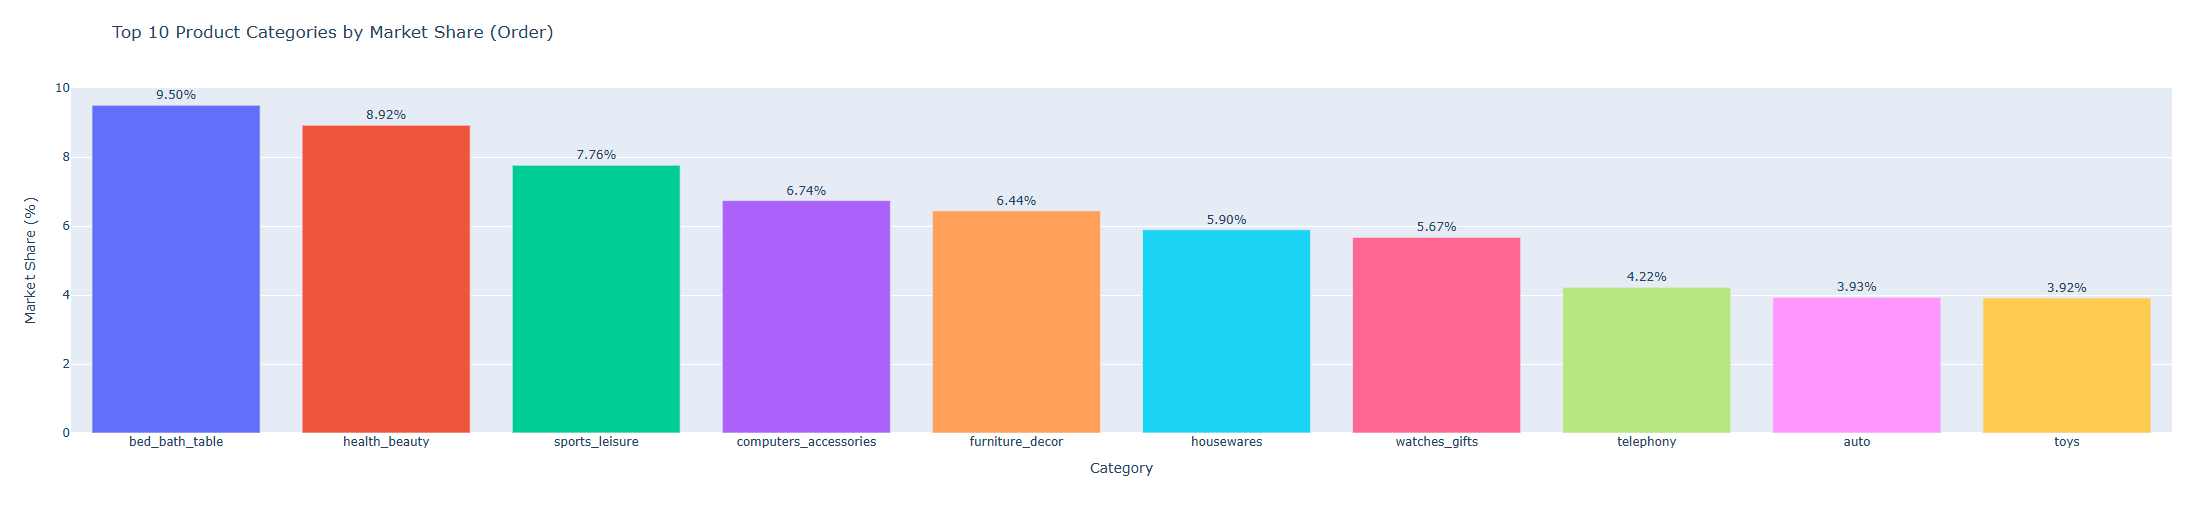 Top 10 Product Categories by Market Share (Order)
Market Share (%)
10
8
6
4
2
0
9.50%
8.92%
7.76%
6.74%
6.44%
5.90%
5.67%
4.22%
3.93%
3.92%
bed_bath_table
health_beauty
sports_leisure
computers_accessories
furniture_decor
housewares
watches_gifts
telephony
auto
toys
Category